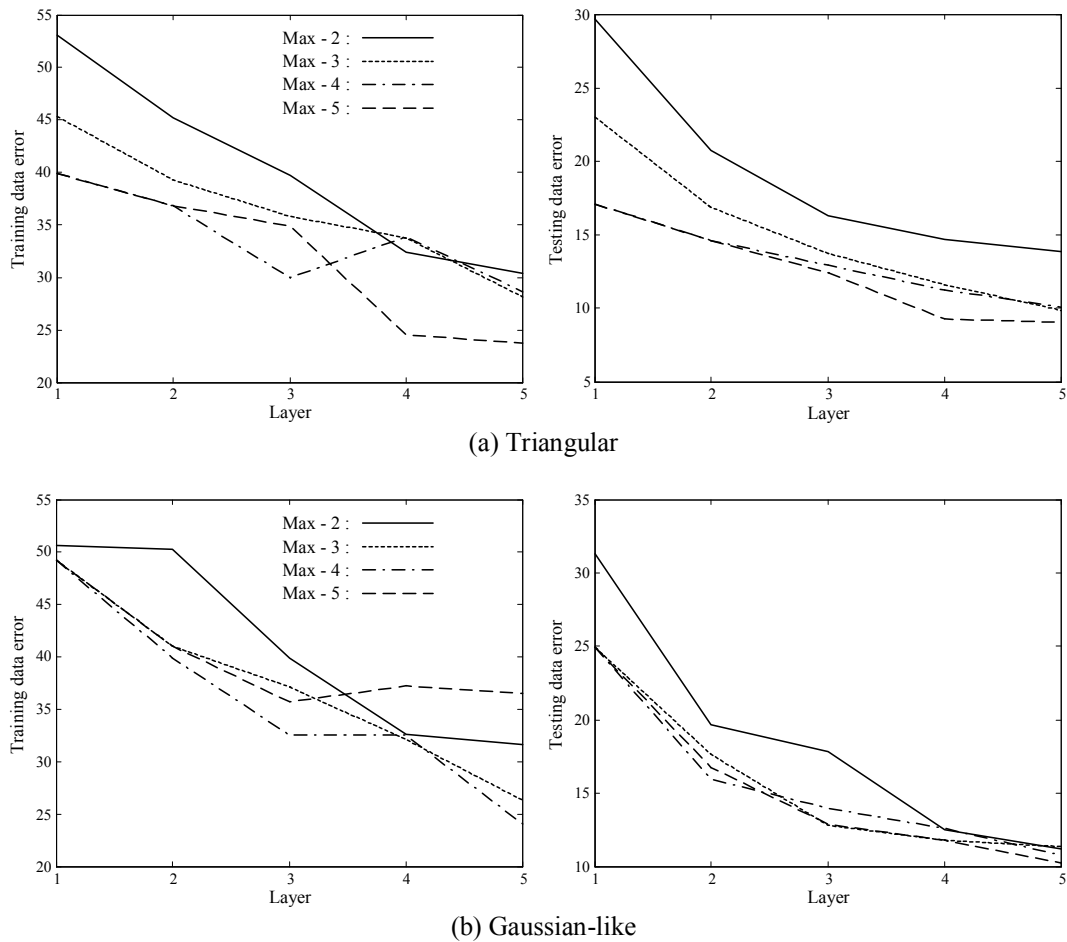 55
50
45
40
35
30
25
20
Training data error
Max - 2 :
Max - 3 :
Max - 4 :
Max - 5 :
1 2 3 4 5
Layer
30
25
20
15
10
5
Testing data error
1 2 3 4 5
Layer
(a) Triangular
55
50
45
40
35
30
25
20
Training data error
Max - 2 :
Max - 3 :
Max - 4 :
Max - 5 :
1 2 3 4 5
Layer
35
30
25
20
15
10
Testing data error
1 2 3 4 5
Layer
(b) Gaussian-like